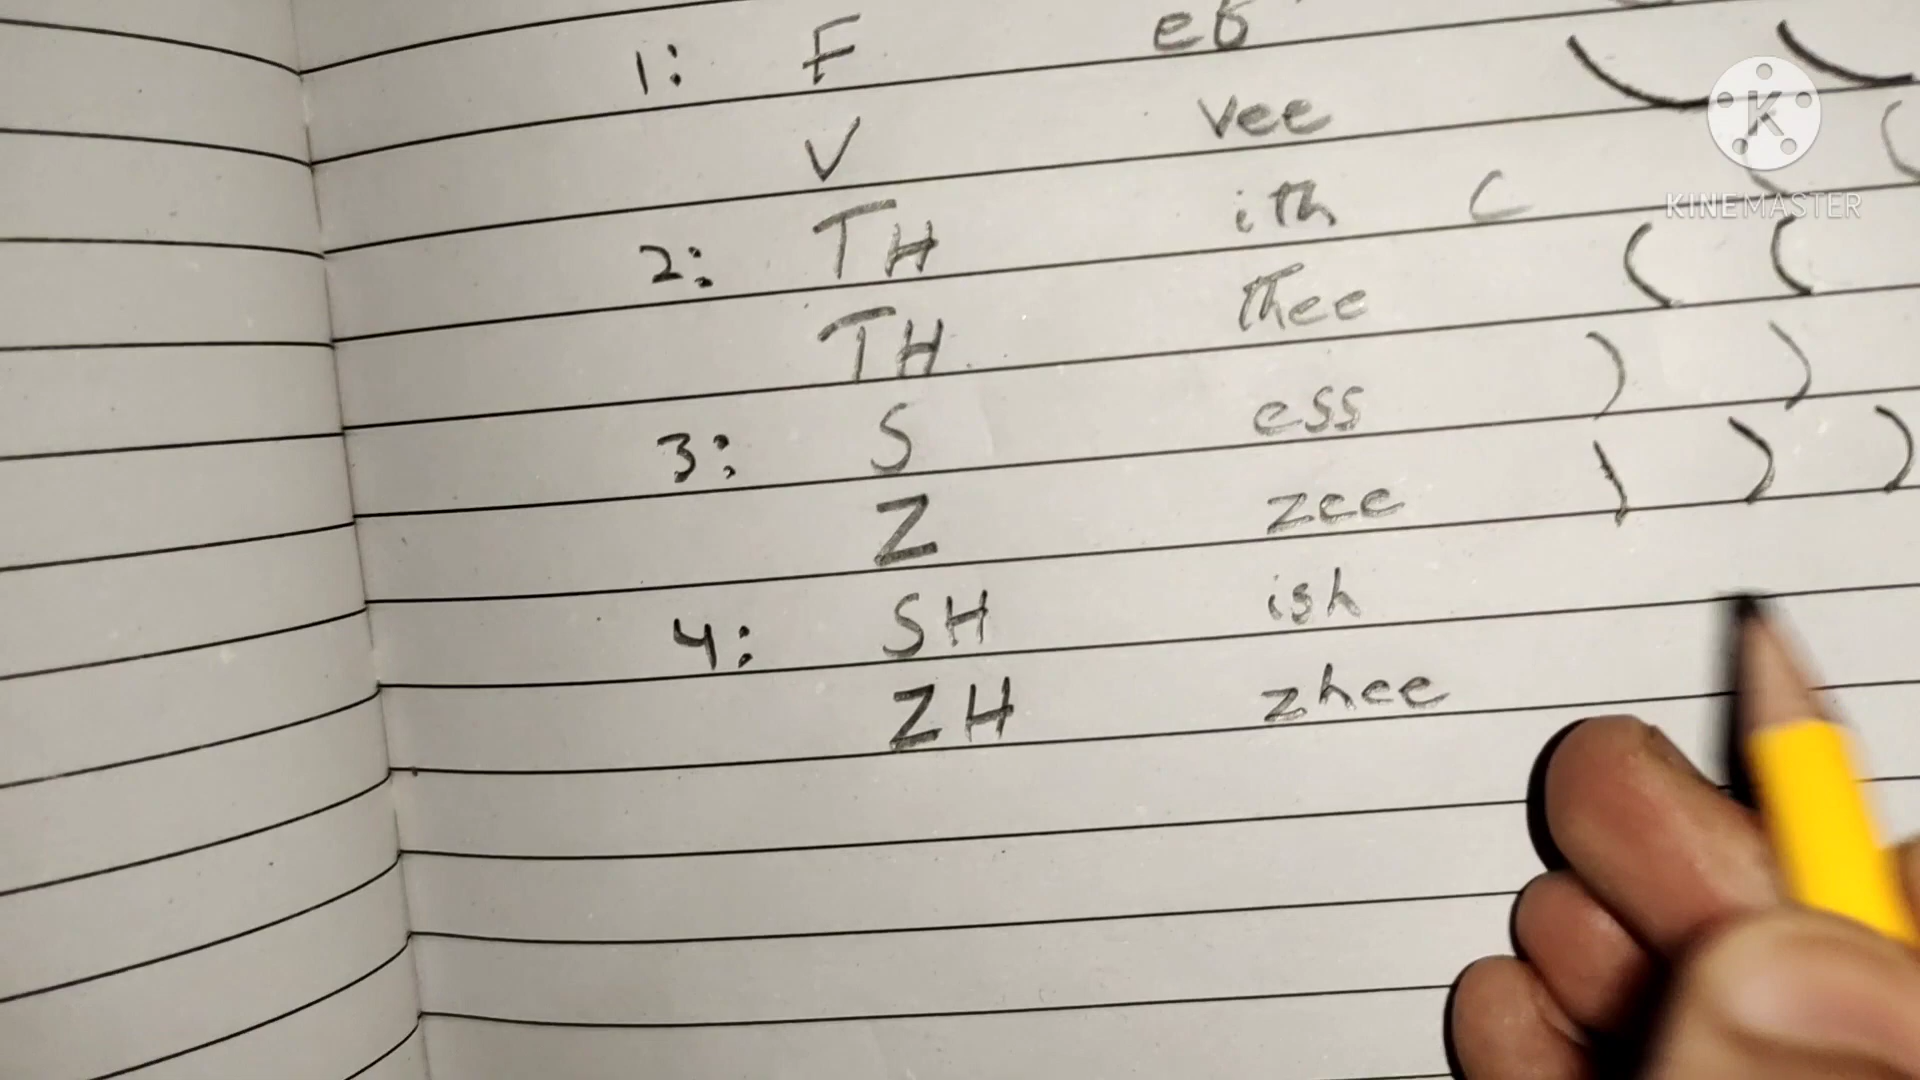 1: F ef
V vee
2: TH ith
TH thee
3: S ess
Z zee
4: SH ish
ZH zhee
K
KINEMASTER